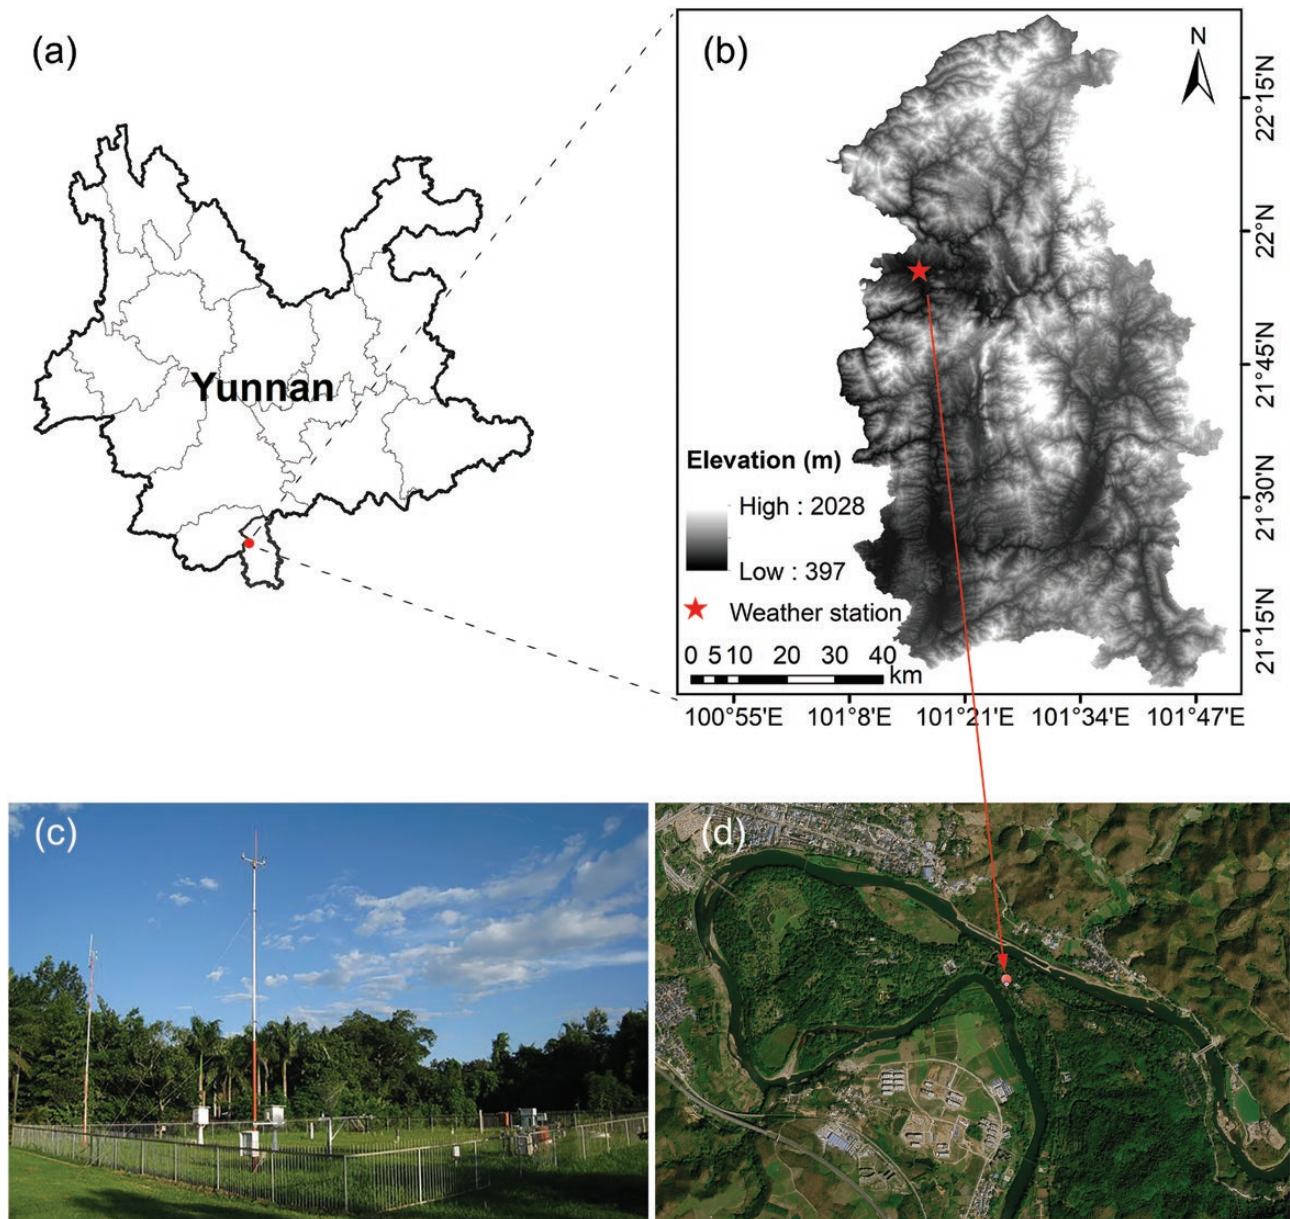 (a)
Yunnan
(b)
N
22°15'N
22°N
21°45'N
21°30'N
21°15'N
Elevation (m)
High : 2028
Low : 397
Weather station
0 5 10 20 30 40
km
100°55'E 101°8'E 101°21'E 101°34'E 101°47'E
(c)
(d)